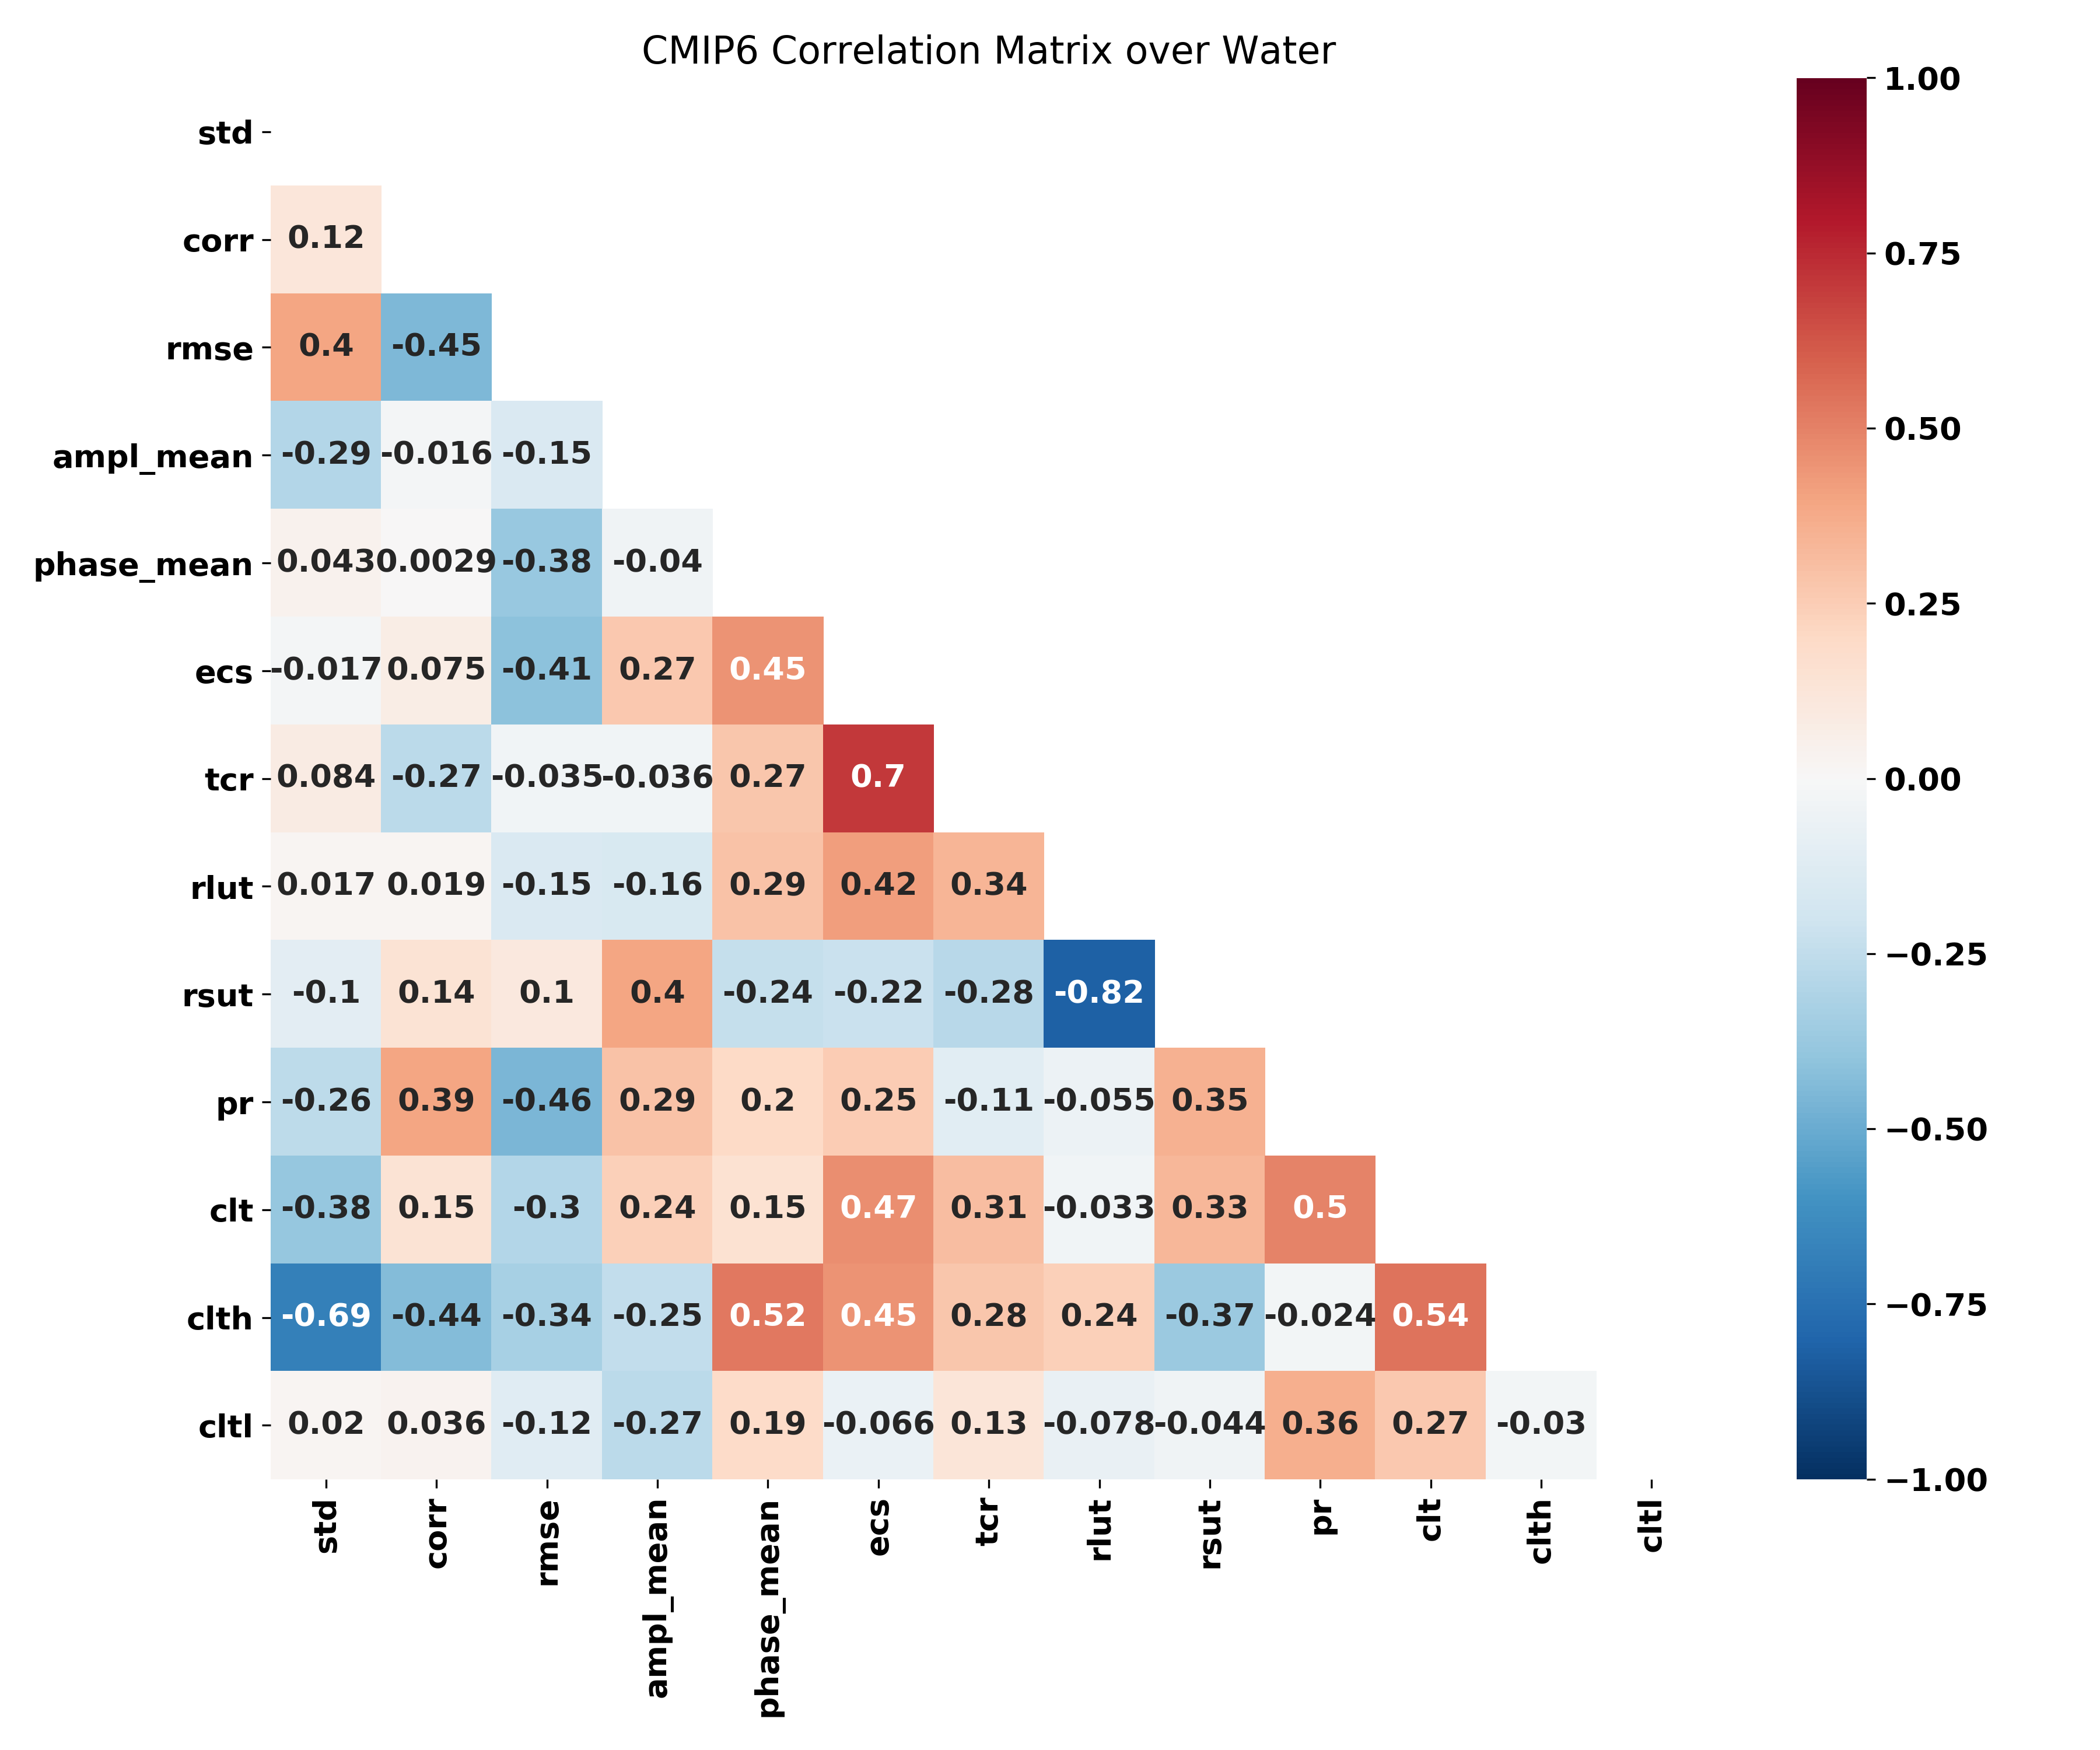 CMIP6 Correlation Matrix over Water
1.00
std
corr 0.12
0.75
rmse 0.4 -0.45
0.50
ampl_mean -0.29 -0.016 -0.15
phase_mean 0.043 0.0029 -0.38 -0.04
0.25
ecs -0.017 0.075 -0.41 0.27 0.45
tcr 0.084 -0.27 -0.035 -0.036 0.27 0.7
0.00
rlut 0.017 0.019 -0.15 -0.16 0.29 0.42 0.34
−0.25
rsut -0.1 0.14 0.1 0.4 -0.24 -0.22 -0.28 -0.82
pr -0.26 0.39 -0.46 0.29 0.2 0.25 -0.11 -0.055 0.35
−0.50
clt -0.38 0.15 -0.3 0.24 0.15 0.47 0.31 -0.033 0.33 0.5
−0.75
clth -0.69 -0.44 -0.34 -0.25 0.52 0.45 0.28 0.24 -0.37 -0.024 0.54
cltl 0.02 0.036 -0.12 -0.27 0.19 -0.066 0.13 -0.078 -0.044 0.36 0.27 -0.03
−1.00
std corr rmse ampl_mean phase_mean ecs tcr rlut rsut pr clt clth cltl